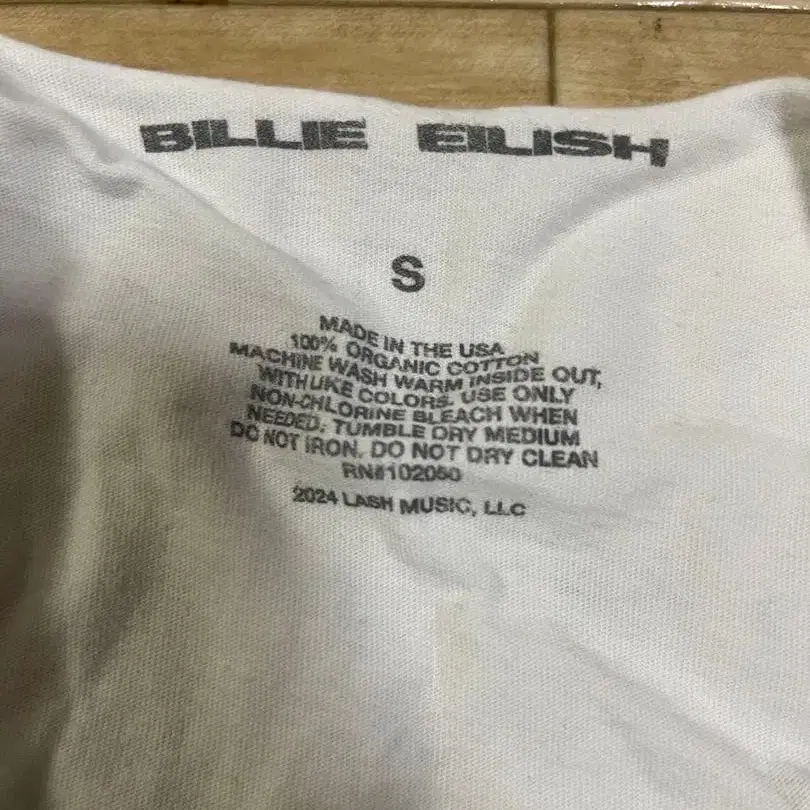 BILLIE EILISH
S
MADE IN THE USA
100% ORGANIC COTTON
MACHINE WASH WARM INSIDE OUT,
WITH LIKE COLORS. USE ONLY
NON-CHLORINE BLEACH WHEN
NEEDED. TUMBLE DRY MEDIUM
DO NOT IRON. DO NOT DRY CLEAN
RN#102050
2024 LASH MUSIC, LLC